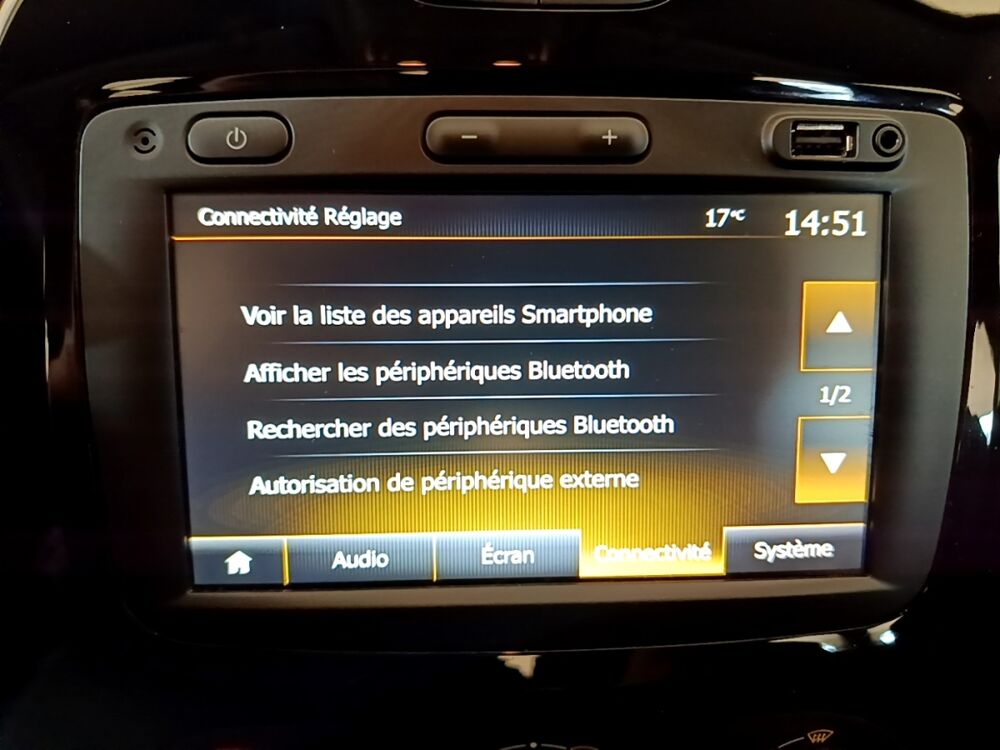 − +
Connectivité Réglage 17°C 14:51
Voir la liste des appareils Smartphone
Afficher les périphériques Bluetooth
1/2
Rechercher des périphériques Bluetooth
Autorisation de périphérique externe
Audio Écran Connectivité Système